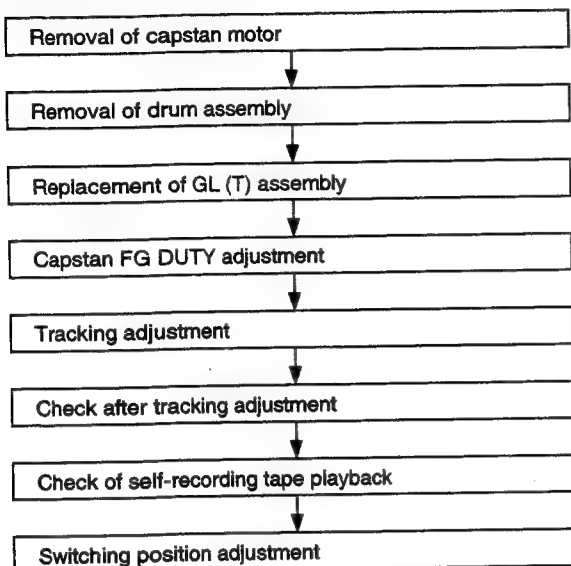 Removal of capstan motor
Removal of drum assembly
Replacement of GL (T) assembly
Capstan FG DUTY adjustment
Tracking adjustment
Check after tracking adjustment
Check of self-recording tape playback
Switching position adjustment